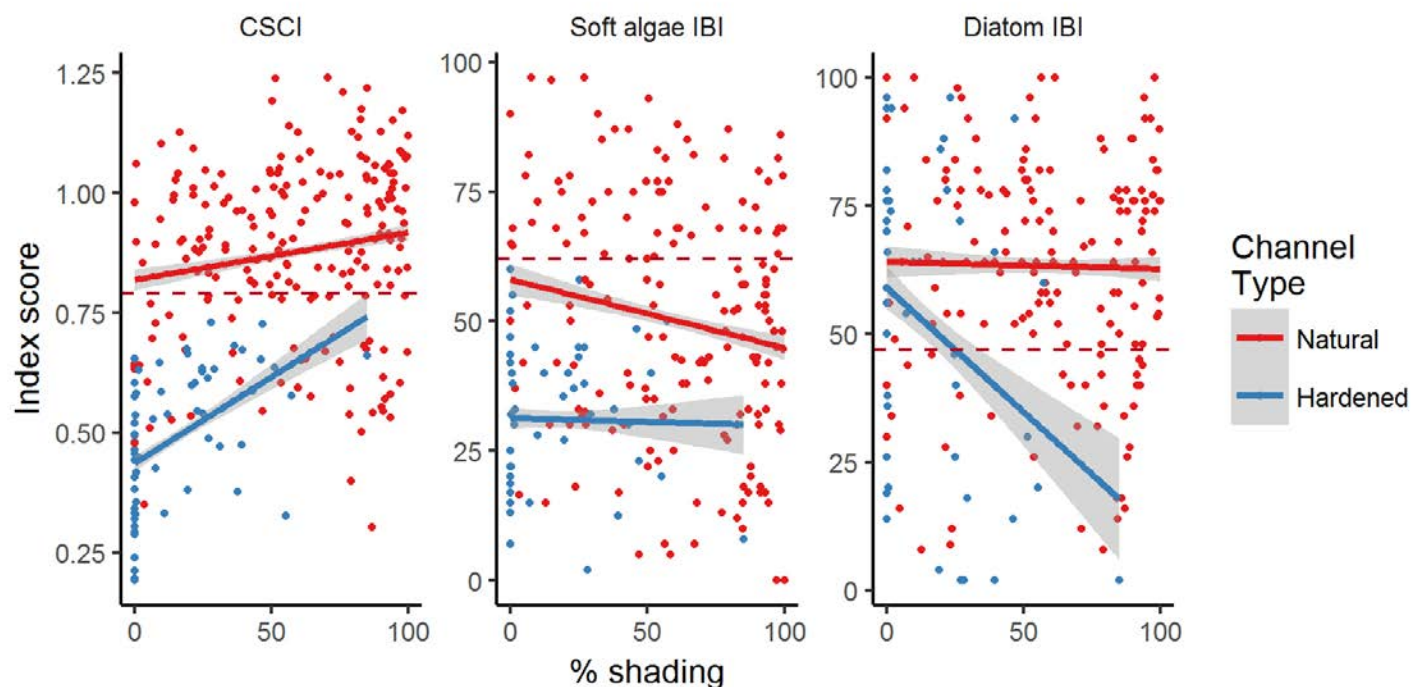 CSCI
Soft algae IBI
Diatom IBI
1.25
1.00
0.75
0.50
0.25
100
75
50
25
0
100
75
50
25
0
0
50
100
0
50
100
0
50
100
Index score
% shading
Channel
Type
Natural
Hardened